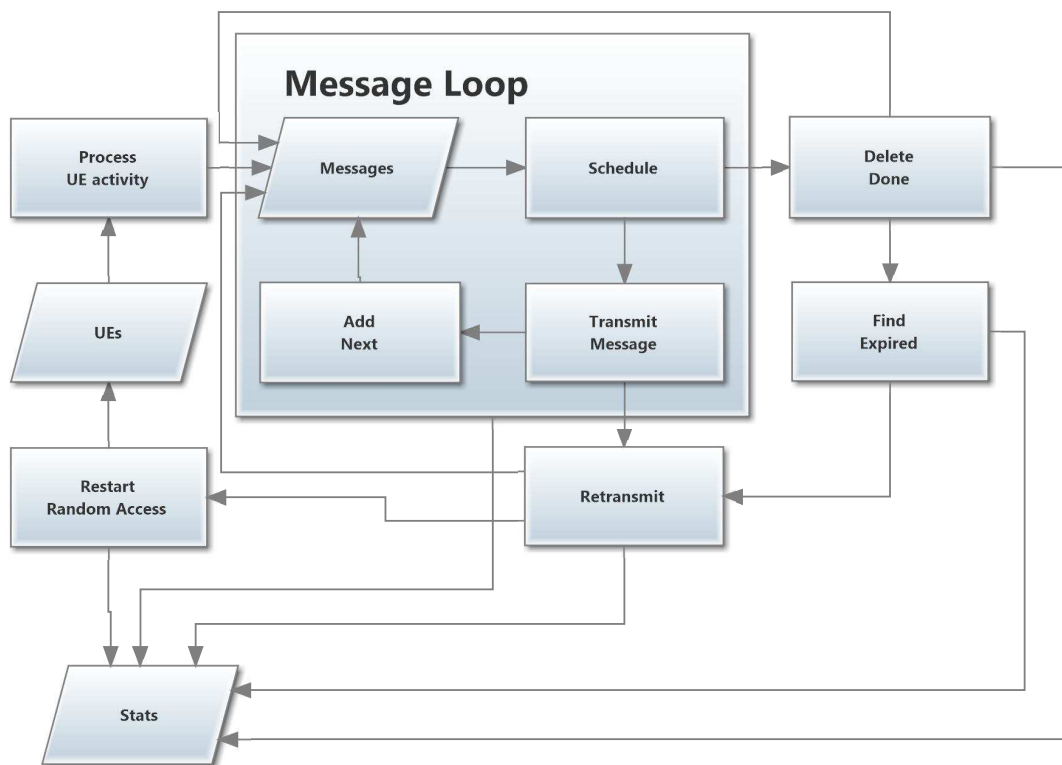 Message Loop
Process
UE activity
Messages
Schedule
Delete
Done
UEs
Add
Next
Transmit
Message
Find
Expired
Restart
Random Access
Retransmit
Stats